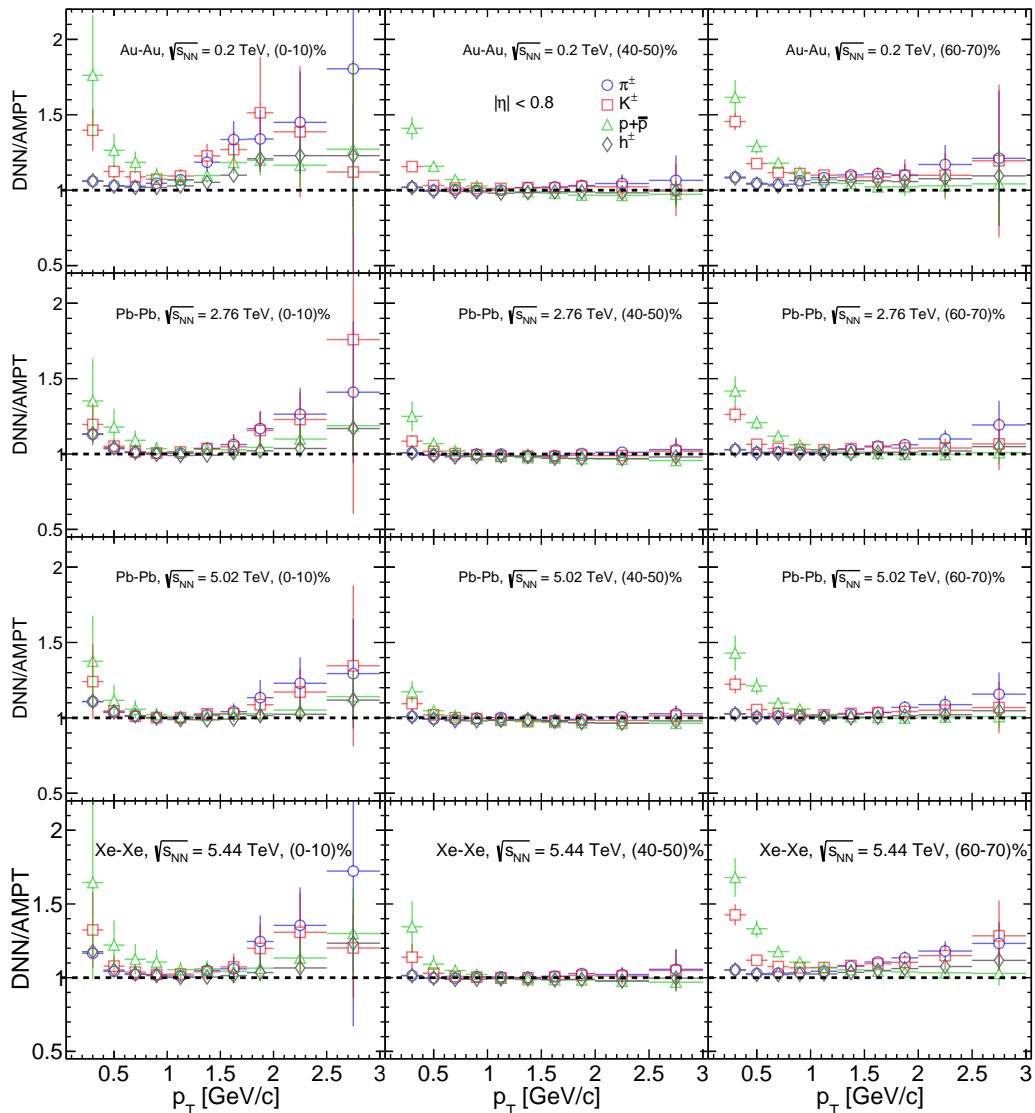 Au-Au, √sNN = 0.2 TeV, (0-10)%
Au-Au, √sNN = 0.2 TeV, (40-50)%
Au-Au, √sNN = 0.2 TeV, (60-70)%
|η| < 0.8
π±
K±
p+p̅
h±
DNN/AMPT
2
1.5
1
0.5
Pb-Pb, √sNN = 2.76 TeV, (0-10)%
Pb-Pb, √sNN = 2.76 TeV, (40-50)%
Pb-Pb, √sNN = 2.76 TeV, (60-70)%
DNN/AMPT
2
1.5
1
0.5
Pb-Pb, √sNN = 5.02 TeV, (0-10)%
Pb-Pb, √sNN = 5.02 TeV, (40-50)%
Pb-Pb, √sNN = 5.02 TeV, (60-70)%
DNN/AMPT
2
1.5
1
0.5
Xe-Xe, √sNN = 5.44 TeV, (0-10)%
Xe-Xe, √sNN = 5.44 TeV, (40-50)%
Xe-Xe, √sNN = 5.44 TeV, (60-70)%
DNN/AMPT
2
1.5
1
0.5
0.5 1 1.5 2 2.5 3 0.5 1 1.5 2 2.5 3 0.5 1 1.5 2 2.5 3
pT [GeV/c] pT [GeV/c] pT [GeV/c]